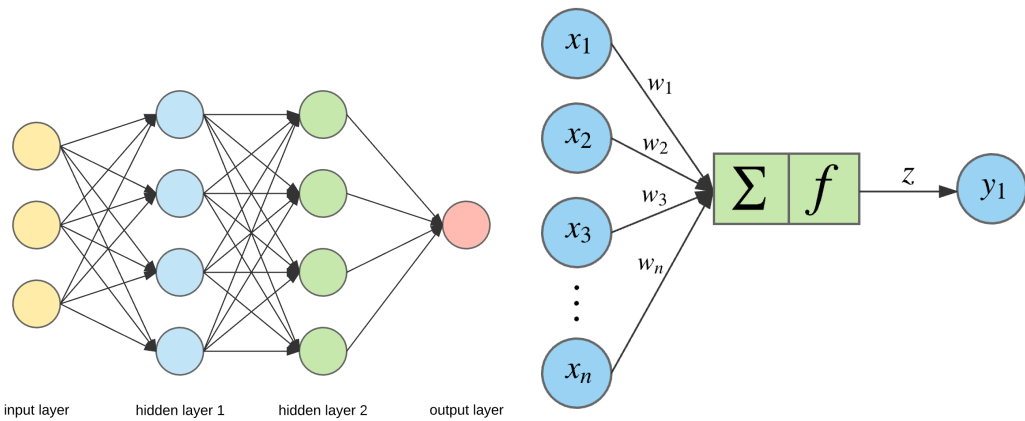 input layer
hidden layer 1
hidden layer 2
output layer
x₁
w₁
x₂
w₂
x₃
w₃
wₙ
⋮
xₙ
Σ f
z
y₁